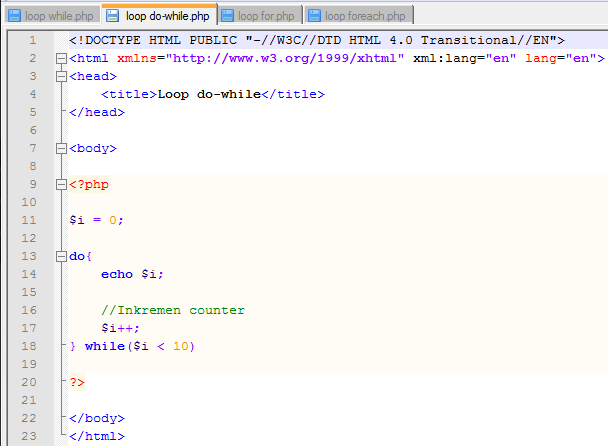 loop while.php loop do-while.php loop for.php loop foreach.php
1 <!DOCTYPE HTML PUBLIC "-//W3C//DTD HTML 4.0 Transitional//EN">
2 <html xmlns="http://www.w3.org/1999/xhtml" xml:lang="en" lang="en">
3 <head>
4     <title>Loop do-while</title>
5 </head>
6
7 <body>
8
9 <?php
10
11 $i = 0;
12
13 do{
14     echo $i;
15
16     //Inkremen counter
17     $i++;
18 } while($i < 10)
19
20 ?>
21
22 </body>
23 </html>